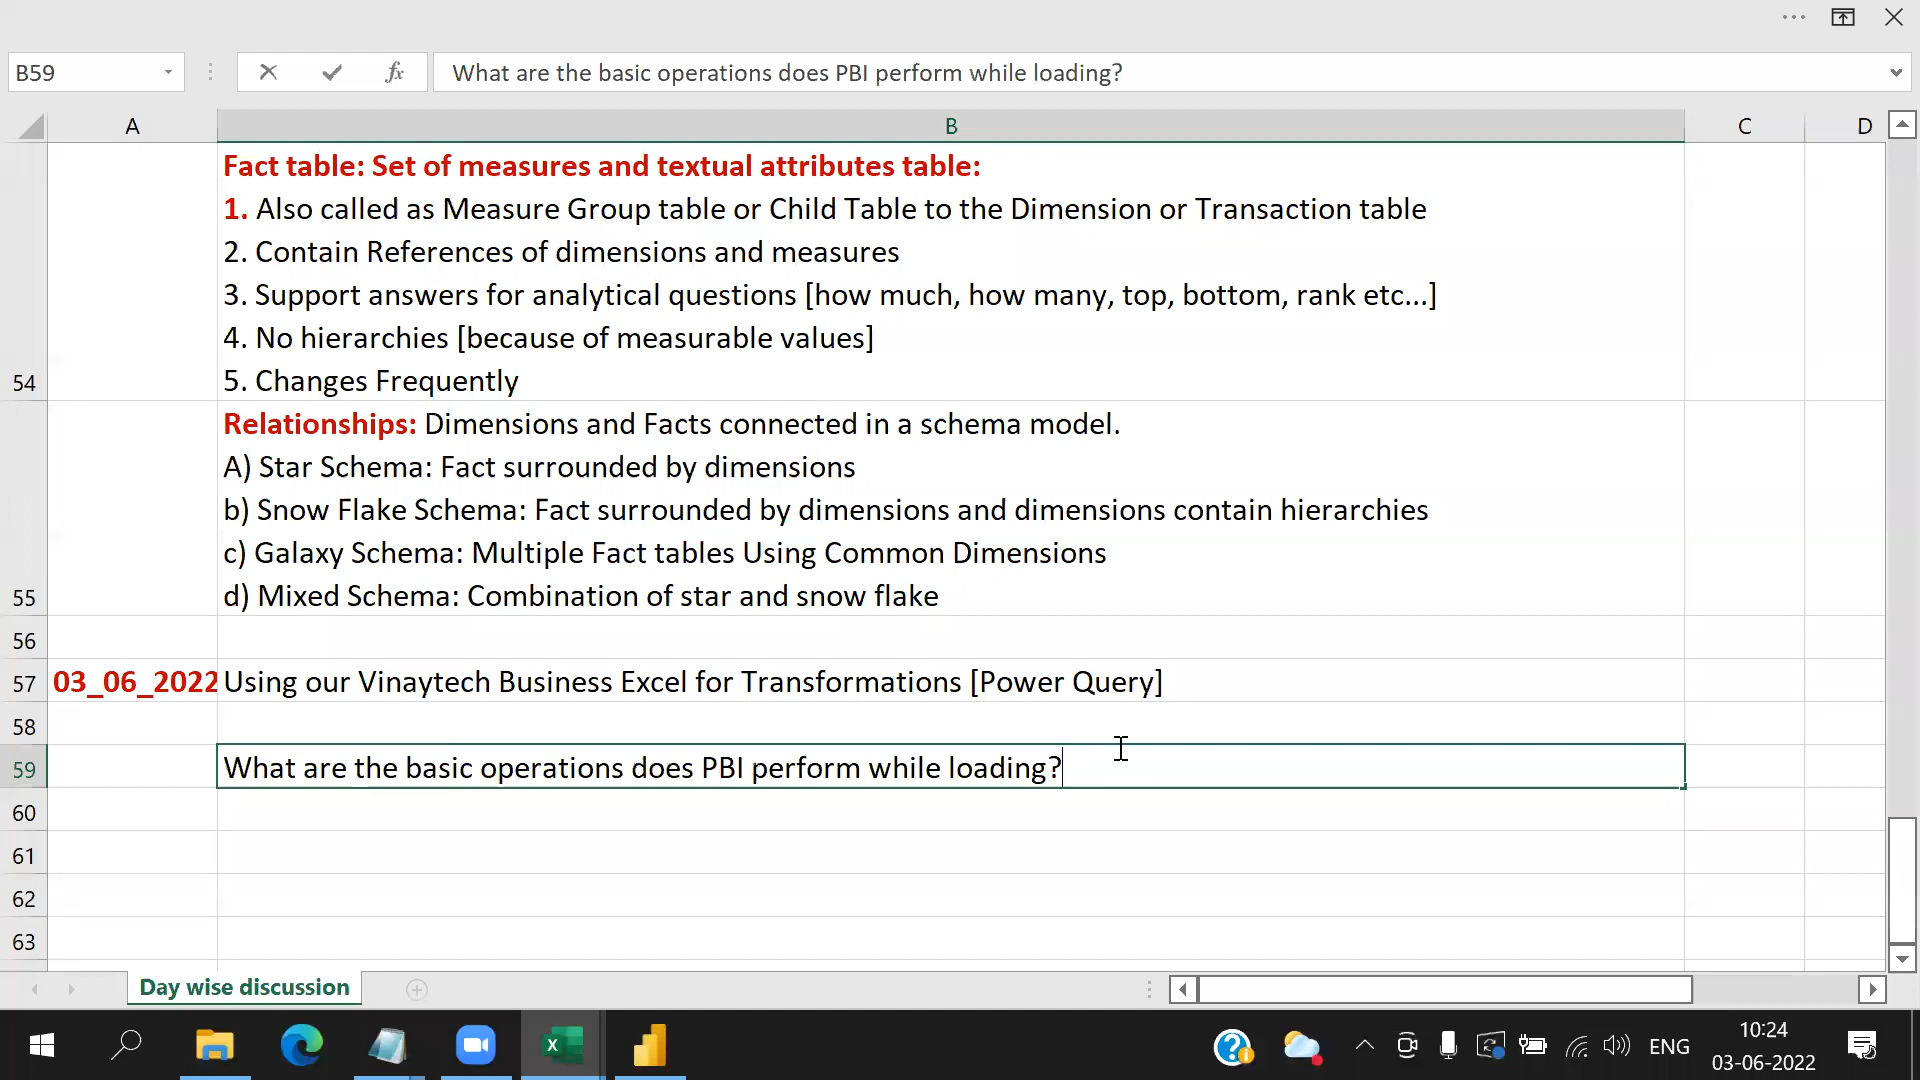 B59
fx
What are the basic operations does PBI perform while loading?
A
B
C
D
Fact table: Set of measures and textual attributes table:
1. Also called as Measure Group table or Child Table to the Dimension or Transaction table
2. Contain References of dimensions and measures
3. Support answers for analytical questions [how much, how many, top, bottom, rank etc...]
4. No hierarchies [because of measurable values]
54
5. Changes Frequently
Relationships: Dimensions and Facts connected in a schema model.
A) Star Schema: Fact surrounded by dimensions
b) Snow Flake Schema: Fact surrounded by dimensions and dimensions contain hierarchies
c) Galaxy Schema: Multiple Fact tables Using Common Dimensions
55
d) Mixed Schema: Combination of star and snow flake
56
57
03_06_2022
Using our Vinaytech Business Excel for Transformations [Power Query]
58
59
What are the basic operations does PBI perform while loading?
60
61
62
63
Day wise discussion
ENG
10:24
03-06-2022